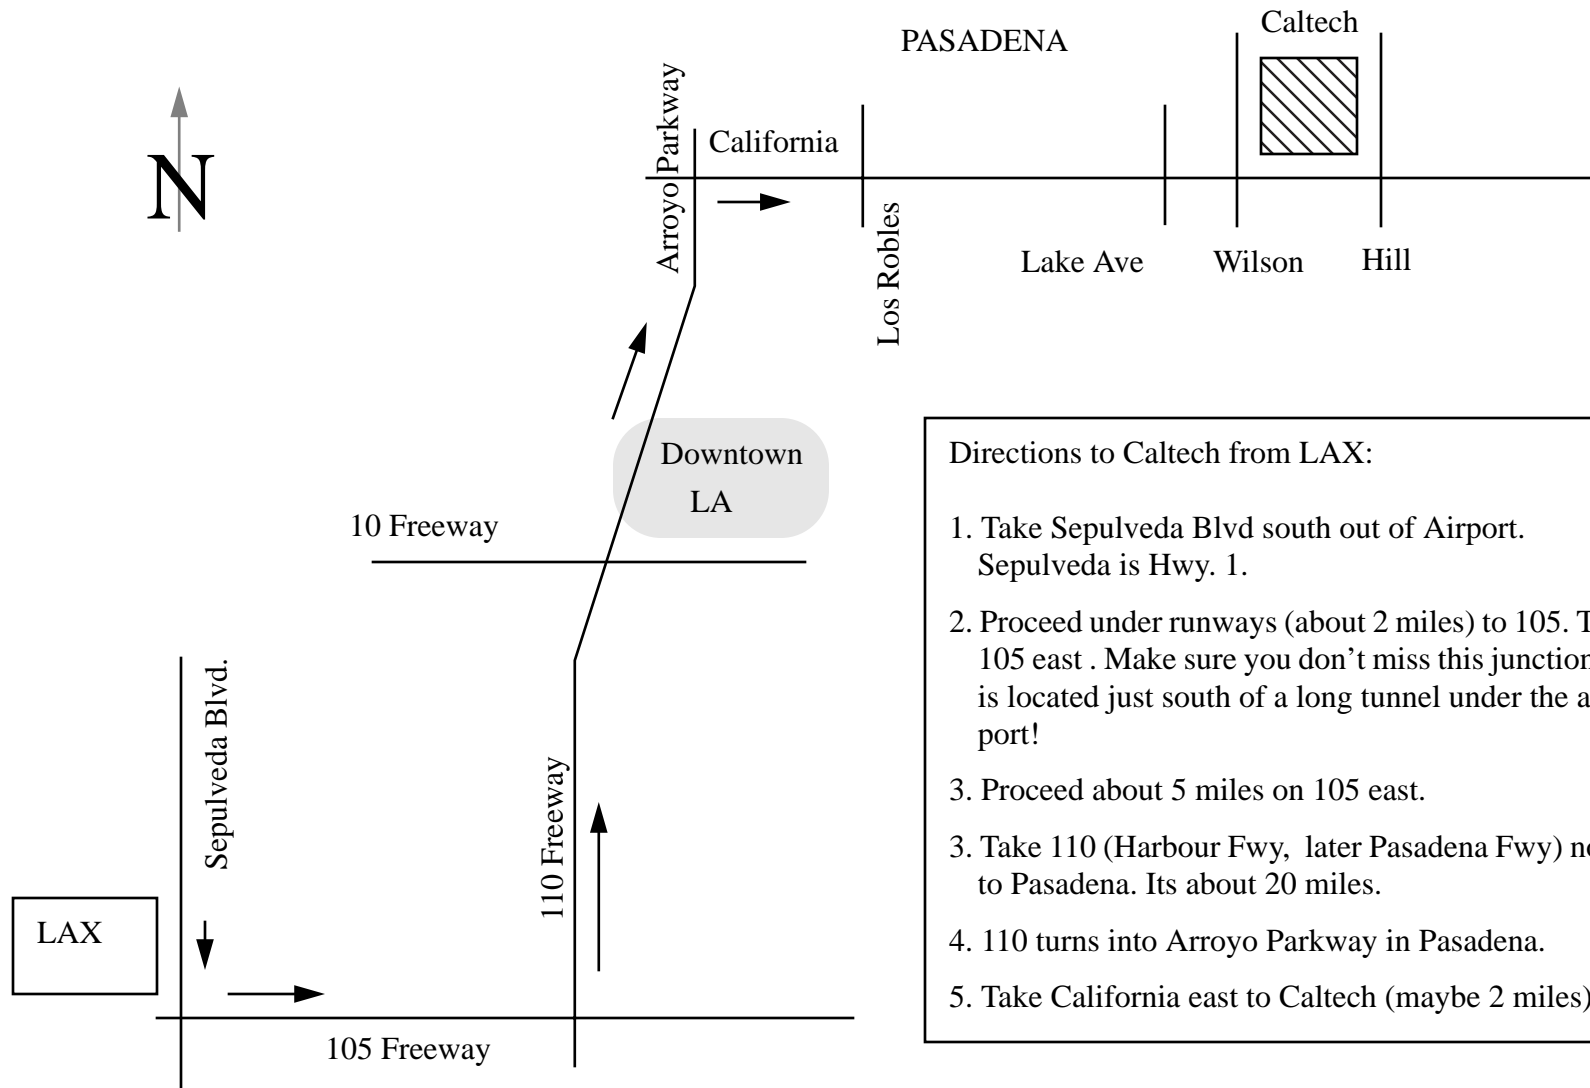 Caltech
PASADENA
Arroyo Parkway
California
N
Los Robles
Lake Ave
Wilson
Hill
Downtown
LA
10 Freeway
Sepulveda Blvd.
110 Freeway
LAX
105 Freeway
Directions to Caltech from LAX:
1. Take Sepulveda Blvd south out of Airport.
Sepulveda is Hwy. 1.
2. Proceed under runways (about 2 miles) to 105.
105 east . Make sure you don’t miss this junction
is located just south of a long tunnel under the
port!
3. Proceed about 5 miles on 105 east.
3. Take 110 (Harbour Fwy, later Pasadena Fwy)
to Pasadena. Its about 20 miles.
4. 110 turns into Arroyo Parkway in Pasadena.
5. Take California east to Caltech (maybe 2 miles)